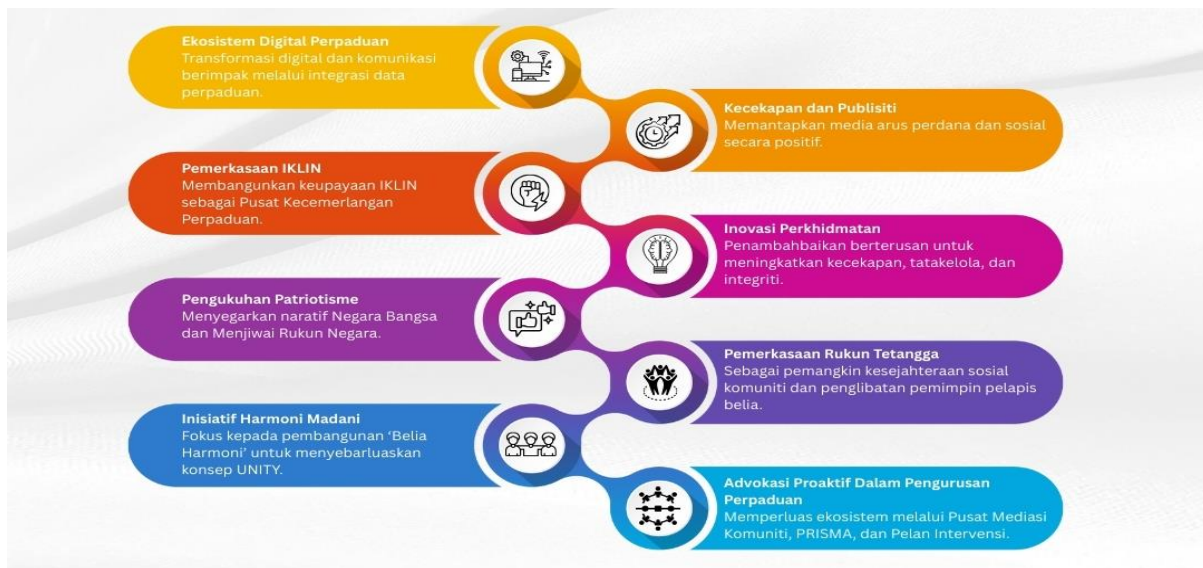 Ekosistem Digital Perpaduan
Transformasi digital dan komunikasi
berimpak melalui integrasi data
perpaduan.
Kecekapan dan Publisiti
Memantapkan media arus perdana dan sosial
secara positif.
Pemerkasaan IKLIN
Membangunkan keupayaan IKLIN
sebagai Pusat Kecemerlangan
Perpaduan.
Inovasi Perkhidmatan
Penambahbaikan berterusan untuk
meningkatkan kecekapan, tatakelola, dan
integriti.
Pengukuhan Patriotisme
Menyegarkan naratif Negara Bangsa
dan Menjiwai Rukun Negara.
Pemerkasaan Rukun Tetangga
Sebagai pemangkin kesejahteraan sosial
komuniti dan penglibatan pemimpin pelapis
belia.
Inisiatif Harmoni Madani
Fokus kepada pembangunan ‘Belia
Harmoni’ untuk menyebarluaskan
konsep UNITY.
Advokasi Proaktif Dalam Pengurusan
Perpaduan
Memperluas ekosistem melalui Pusat Mediasi
Komuniti, PRISMA, dan Pelan Intervensi.